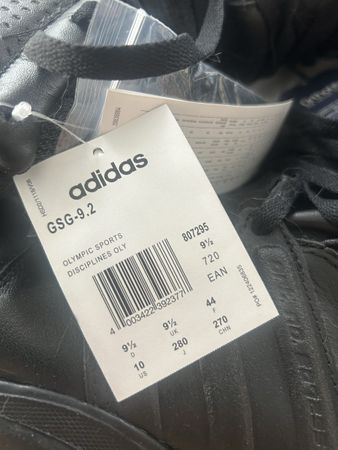 adidas
GSG-9.2
OLYMPIC SPORTS
DISCIPLINES OLY
807295
9½
720
EAN
4 003422 392377
9½ 9½ 44
D UK F
10 280 270
US J CHN